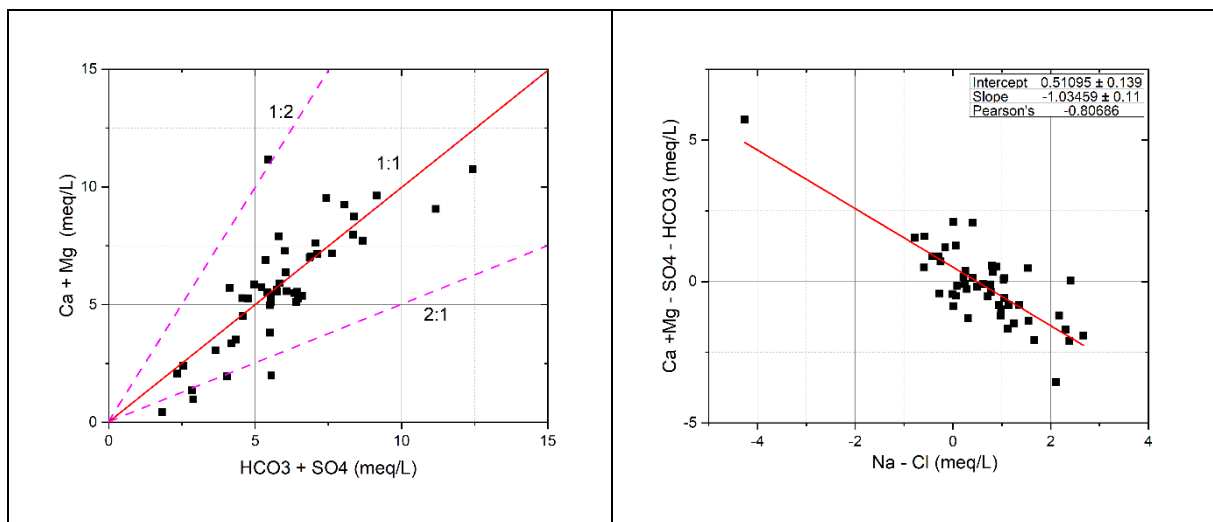 15
1:2
1:1
10
Ca + Mg (meq/L)
5
2:1
0
0
5
10
15
HCO3 + SO4 (meq/L)
Intercept 0.51095 ± 0.139
Slope -1.03459 ± 0.11
Pearson's -0.80686
5
Ca +Mg - SO4 - HCO3 (meq/L)
0
-5
-4
-2
0
2
4
Na - Cl (meq/L)